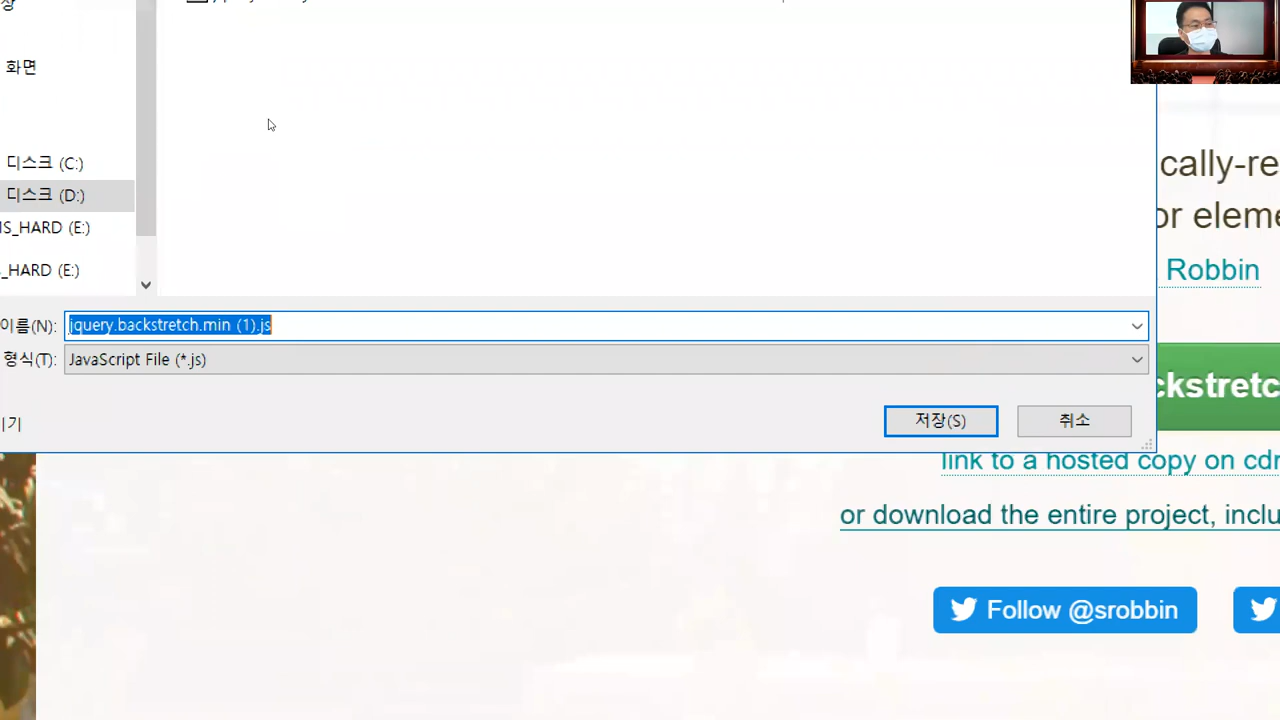 화면
디스크 (C:)
디스크 (D:)
_HARD (E:)
_HARD (E:)
이름(N):
jquery.backstretch.min (1).js
형식(T):
JavaScript File (*.js)
저장(S)
취소
cally-re
or eleme
Robbin
ckstretc
link to a hosted copy on cdn
or download the entire project, inclu
Follow @srobbin